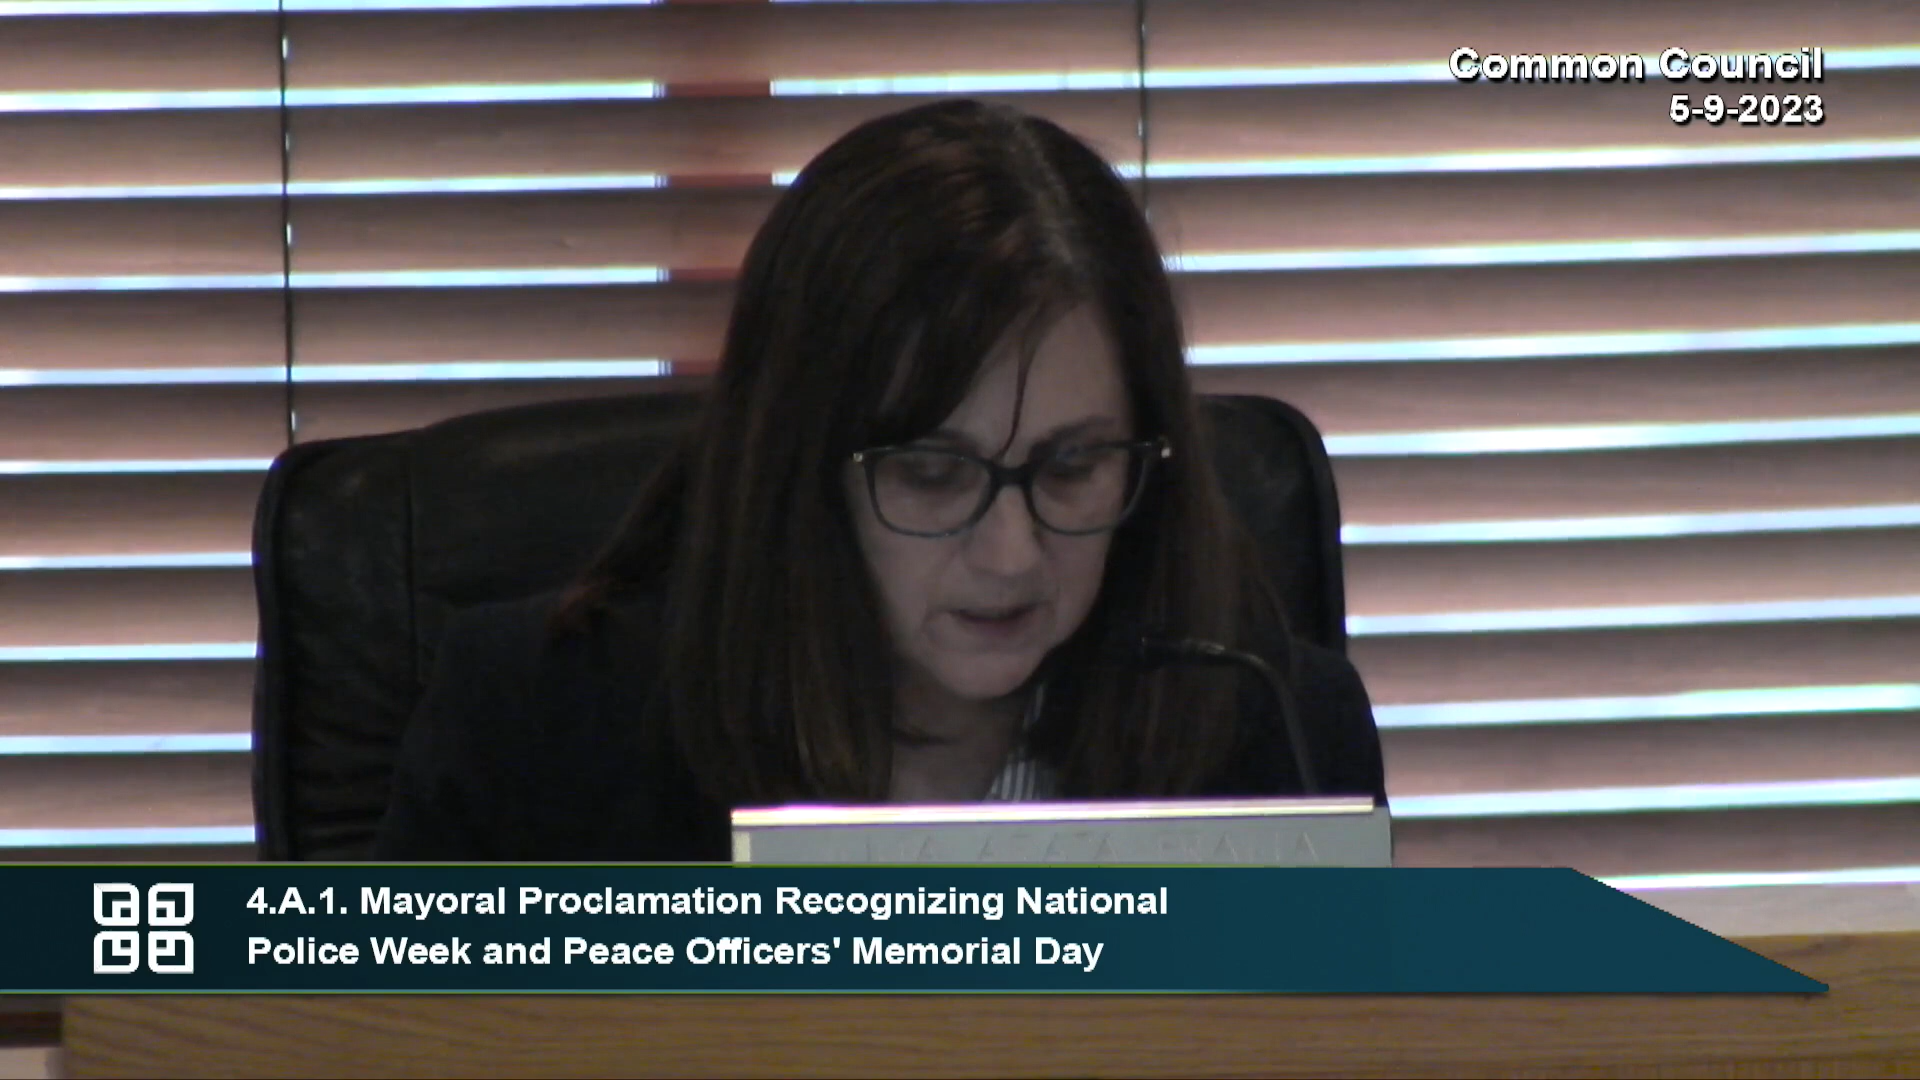 Common Council
5-9-2023
4.A.1. Mayoral Proclamation Recognizing National
Police Week and Peace Officers' Memorial Day